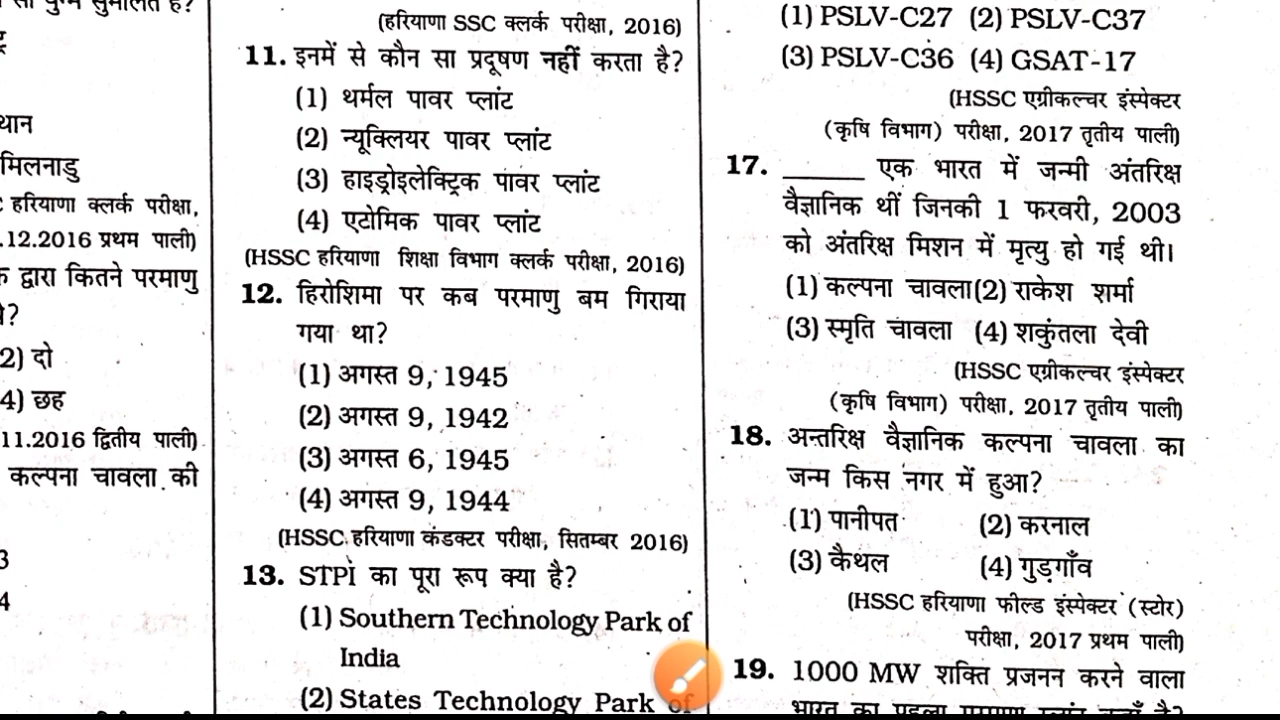 थान
मिलनाडु
हरियाणा क्लर्क परीक्षा,
.12.2016 प्रथम पाली)
द्वारा कितने परमाणु
?
2) दो
4) छह
11.2016 द्वितीय पाली)
कल्पना चावला की
3
4
(हरियाणा SSC क्लर्क परीक्षा, 2016)
11. इनमें से कौन सा प्रदूषण नहीं करता है?
(1) थर्मल पावर प्लांट
(2) न्यूक्लियर पावर प्लांट
(3) हाइड्रोइलेक्ट्रिक पावर प्लांट
(4) एटोमिक पावर प्लांट
(HSSC हरियाणा शिक्षा विभाग क्लर्क परीक्षा, 2016)
12. हिरोशिमा पर कब परमाणु बम गिराया
गया था?
(1) अगस्त 9, 1945
(2) अगस्त 9, 1942
(3) अगस्त 6, 1945
(4) अगस्त 9, 1944
(HSSC हरियाणा कंडक्टर परीक्षा, सितम्बर 2016)
13. STPI का पूरा रूप क्या है?
(1) Southern Technology Park of
India
(2) States Technology Park of
(1) PSLV-C27 (2) PSLV-C37
(3) PSLV-C36 (4) GSAT-17
(HSSC एग्रीकल्चर इंस्पेक्टर
(कृषि विभाग) परीक्षा, 2017 तृतीय पाली)
17. ______ एक भारत में जन्मी अंतरिक्ष
वैज्ञानिक थीं जिनकी 1 फरवरी, 2003
को अंतरिक्ष मिशन में मृत्यु हो गई थी।
(1) कल्पना चावला (2) राकेश शर्मा
(3) स्मृति चावला (4) शकुंतला देवी
(HSSC एग्रीकल्चर इंस्पेक्टर
(कृषि विभाग) परीक्षा, 2017 तृतीय पाली)
18. अन्तरिक्ष वैज्ञानिक कल्पना चावला का
जन्म किस नगर में हुआ?
(1) पानीपत (2) करनाल
(3) कैथल (4) गुड़गाँव
(HSSC हरियाणा फील्ड इंस्पेक्टर (स्टोर)
परीक्षा, 2017 प्रथम पाली)
19. 1000 MW शक्ति प्रजनन करने वाला
भारत का पहला परमाणु प्लांट कहाँ है?